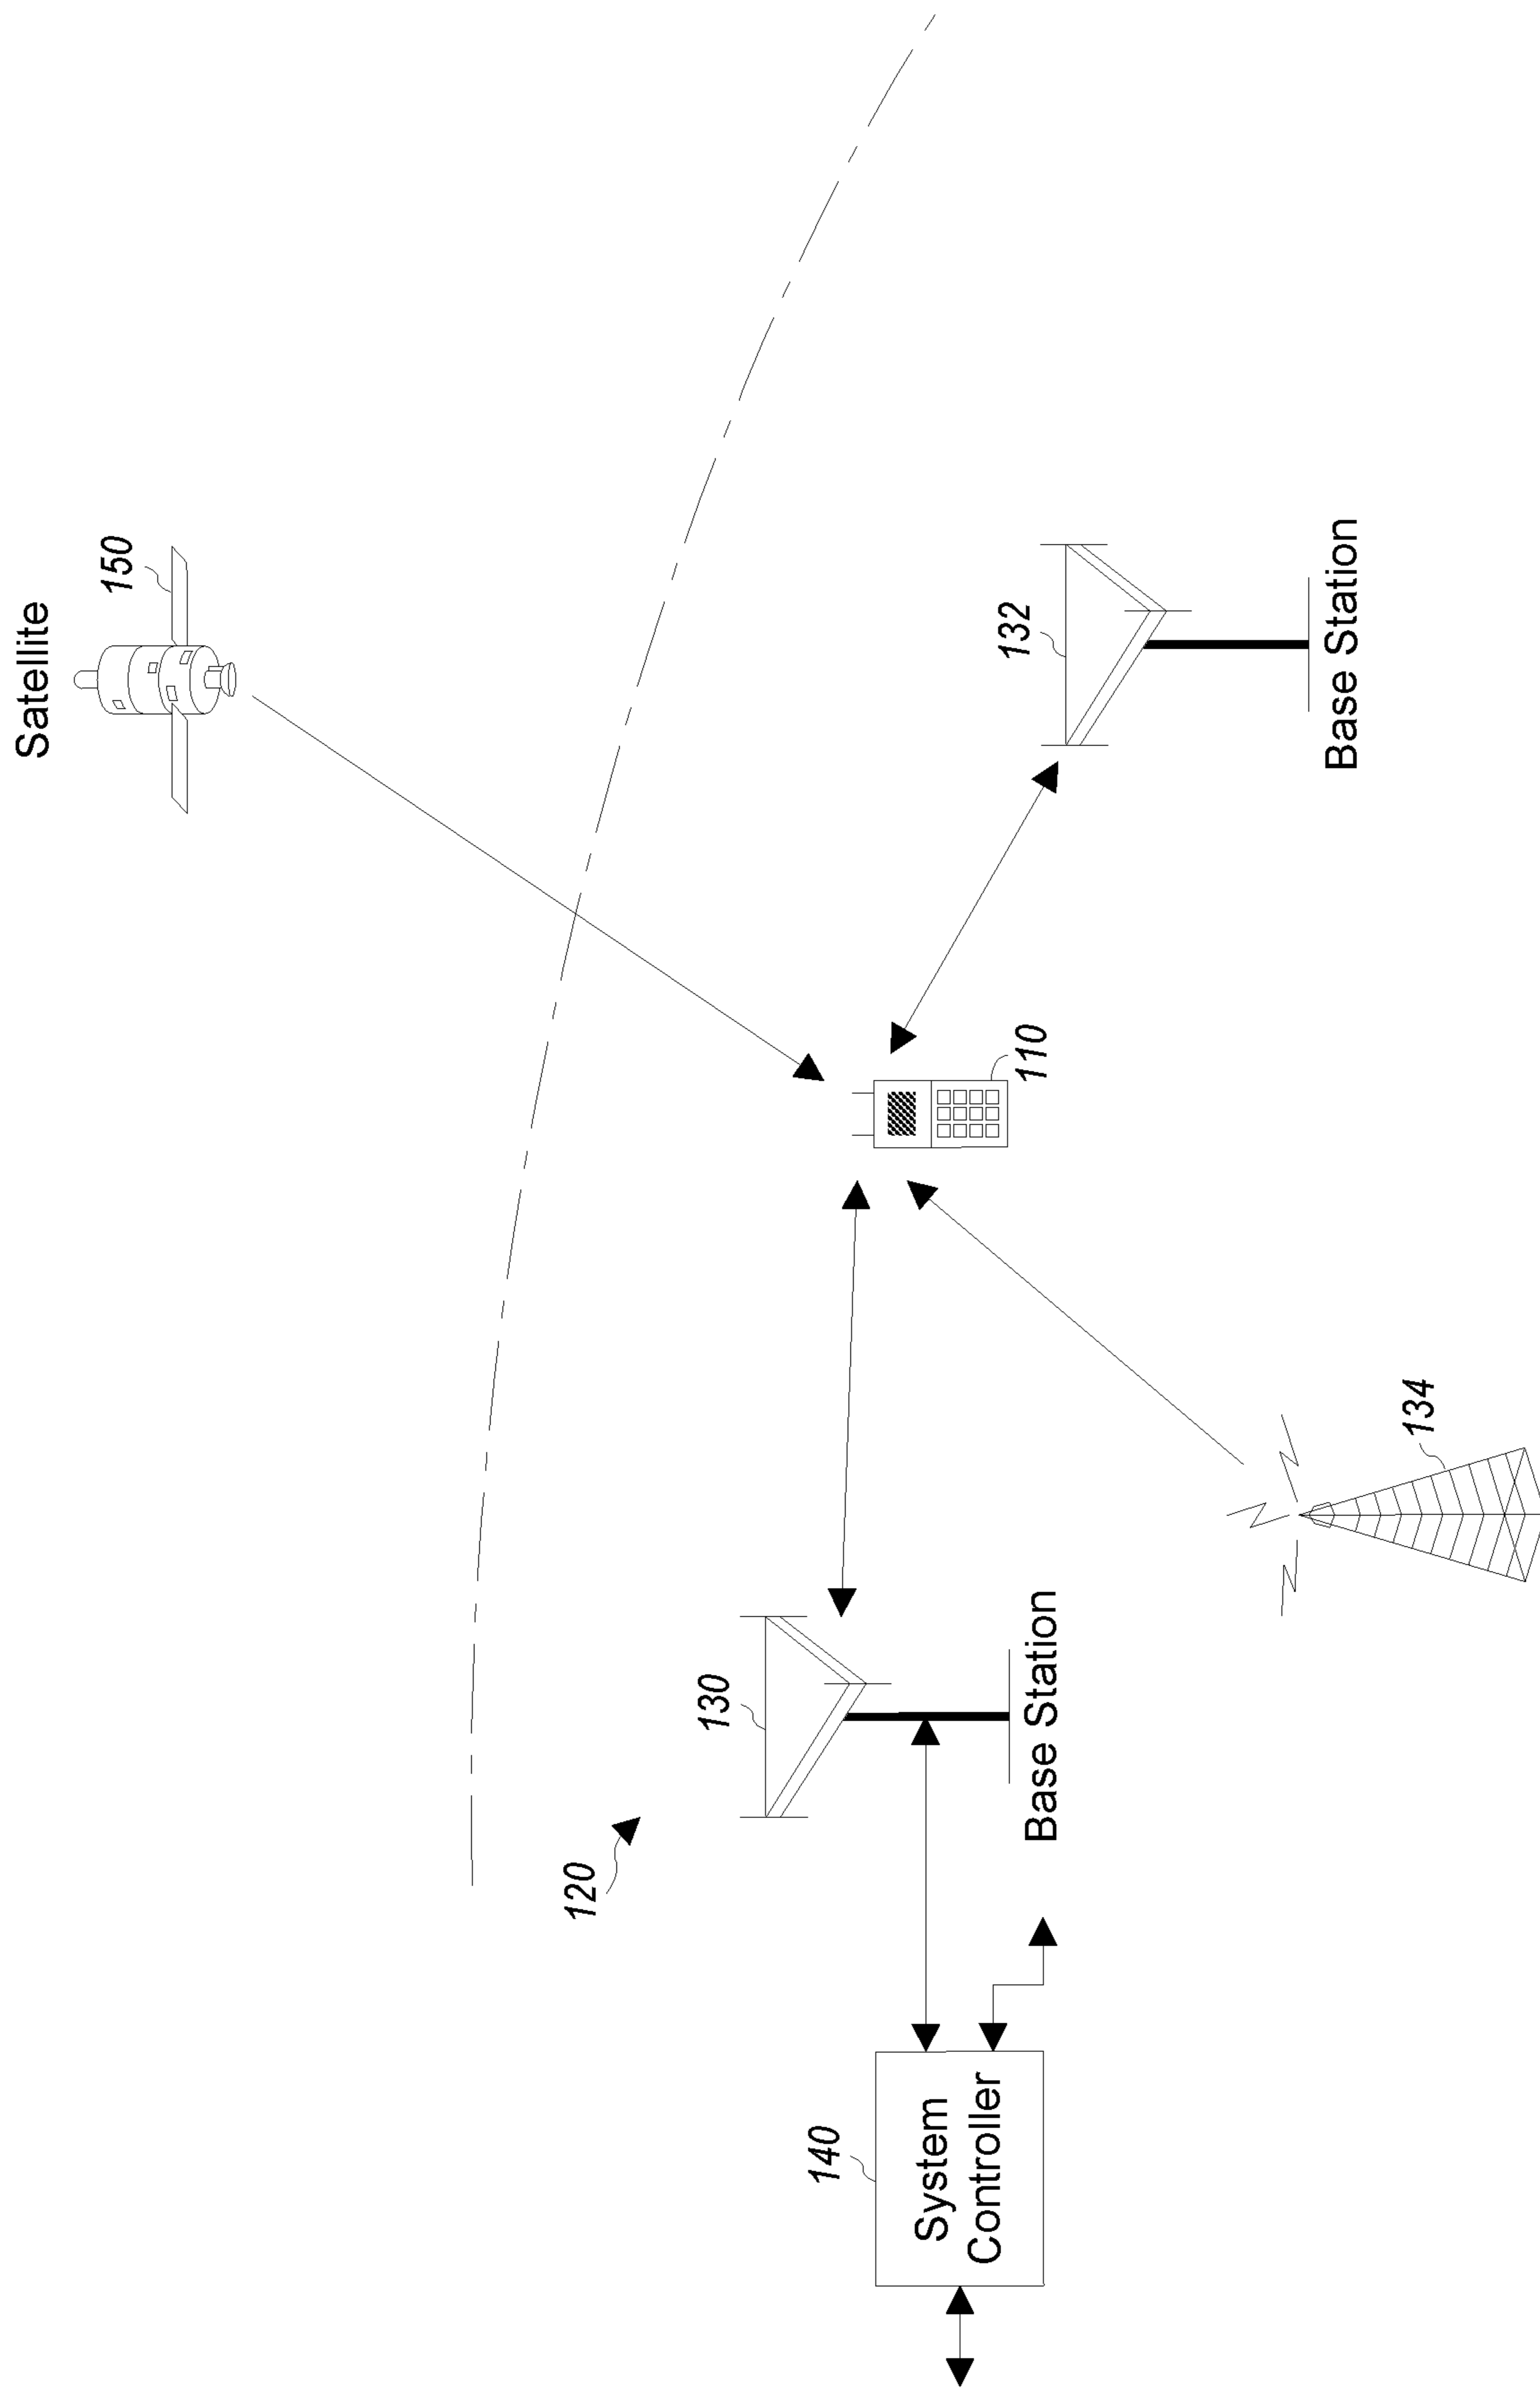 Satellite
150
120
130
132
140
System
Controller
110
Base Station
Base Station
134